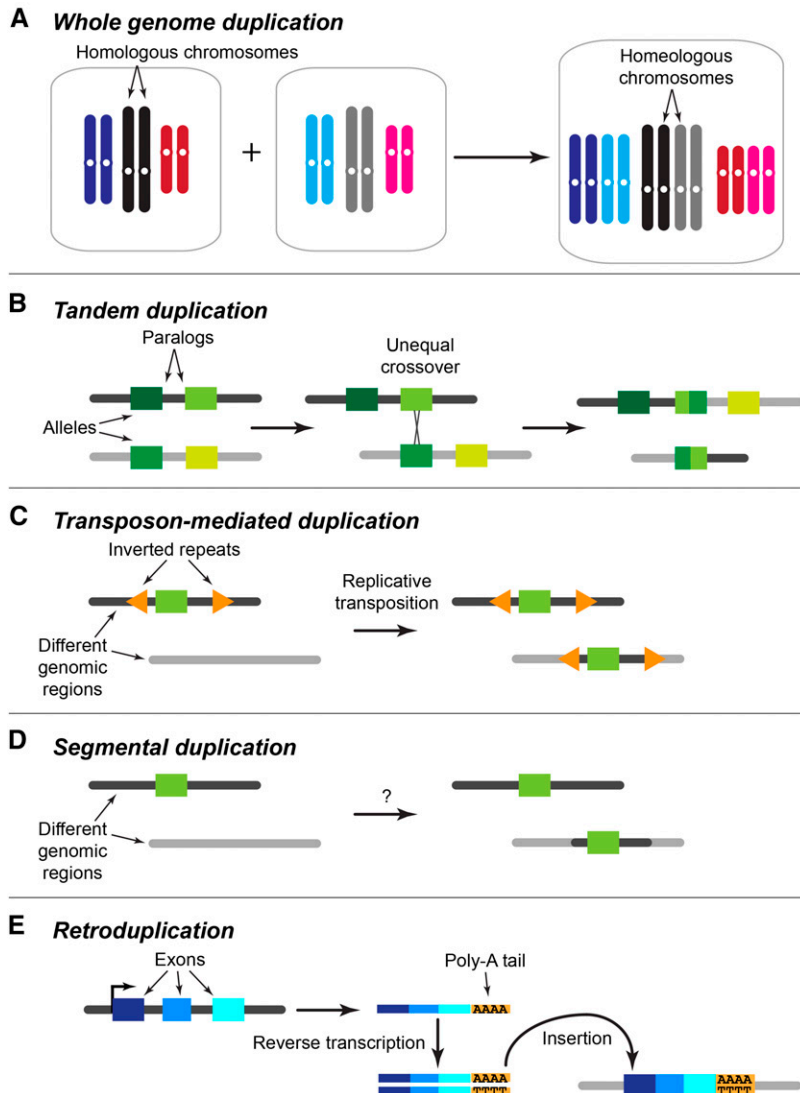 A Whole genome duplication
Homologous chromosomes
Homeologous
chromosomes
+
B Tandem duplication
Paralogs
Alleles
Unequal
crossover
C Transposon-mediated duplication
Inverted repeats
Different
genomic
regions
Replicative
transposition
D Segmental duplication
Different
genomic
regions
?
E Retroduplication
Exons
Poly-A tail
AAAA
Reverse transcription
Insertion
AAAA
TTTT
AAAA
TTTT